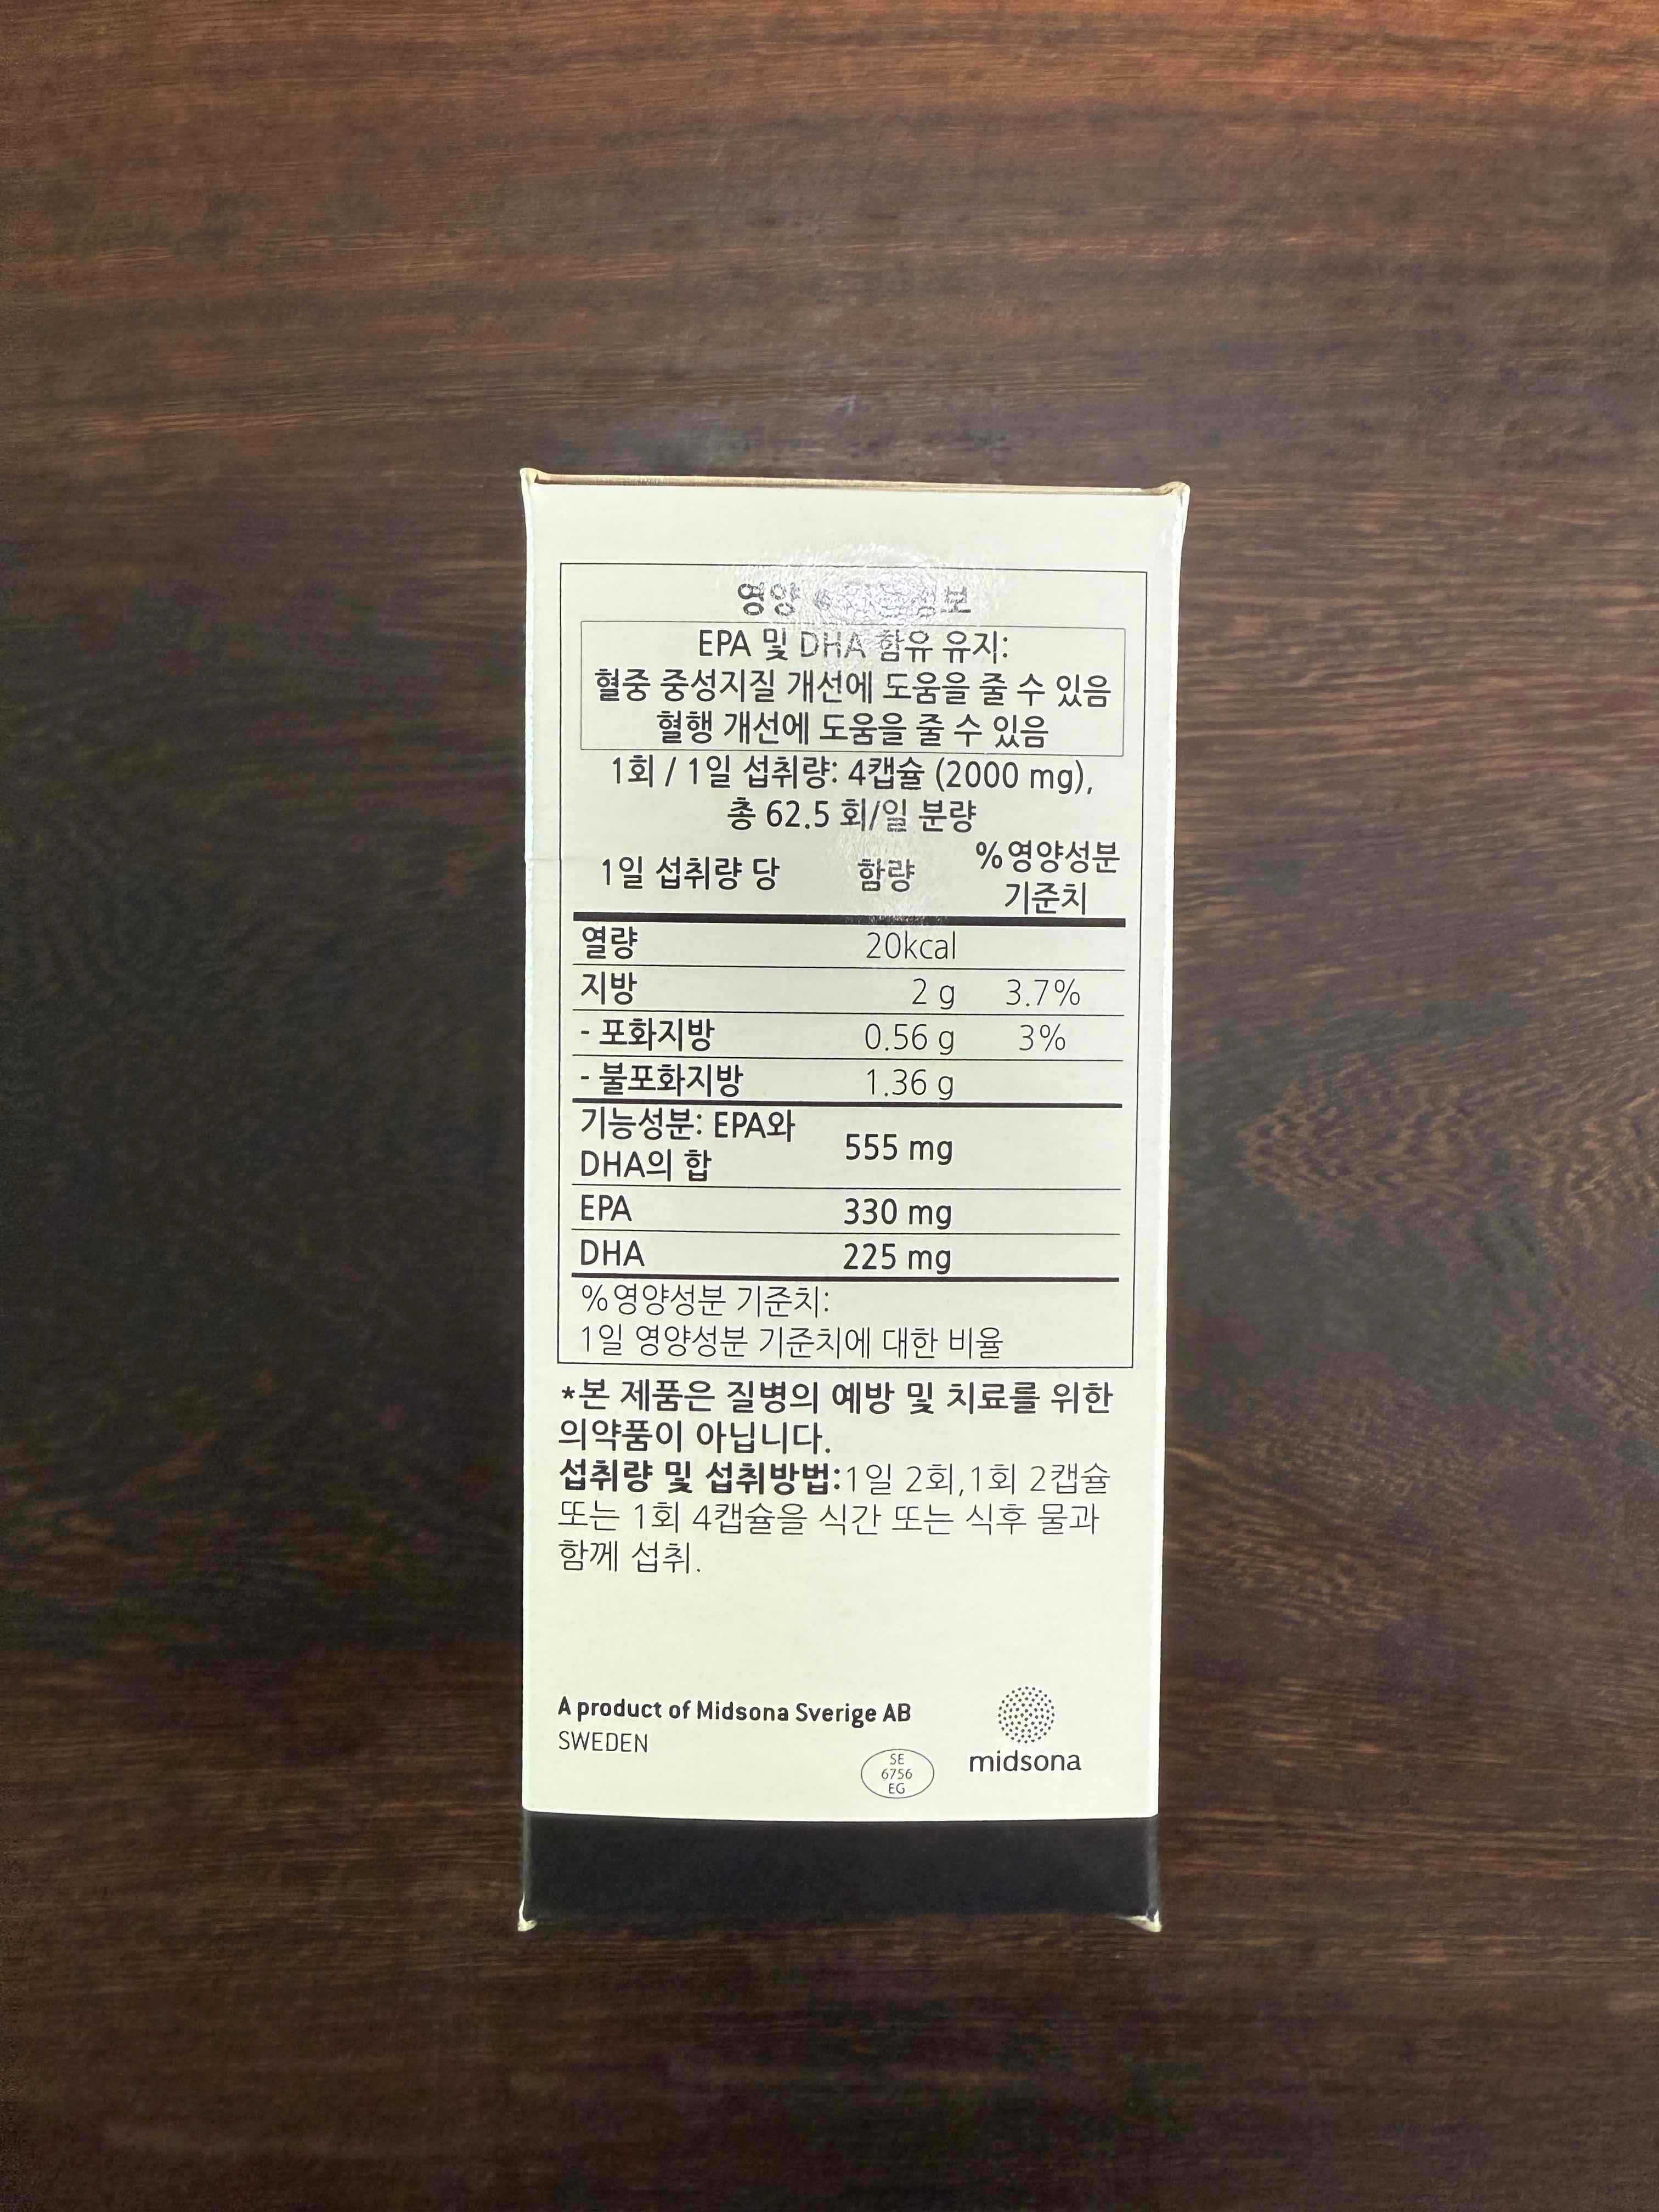 영양 정보
EPA 및 DHA 함유 유지:
혈중 중성지질 개선에 도움을 줄 수 있음
혈행 개선에 도움을 줄 수 있음
1회 / 1일 섭취량: 4캡슐 (2000 mg),
총 62.5 회/일 분량
1일 섭취량 당 함량 %영양성분
기준치
열량 20kcal
지방 2 g 3.7%
- 포화지방 0.56 g 3%
- 불포화지방 1.36 g
기능성분: EPA와
DHA의 합 555 mg
EPA 330 mg
DHA 225 mg
%영양성분 기준치:
1일 영양성분 기준치에 대한 비율
*본 제품은 질병의 예방 및 치료를 위한
의약품이 아닙니다.
섭취량 및 섭취방법:1일 2회,1회 2캡슐
또는 1회 4캡슐을 식간 또는 식후 물과
함께 섭취.
A product of Midsona Sverige AB
SWEDEN
SE
6756
EG
midsona